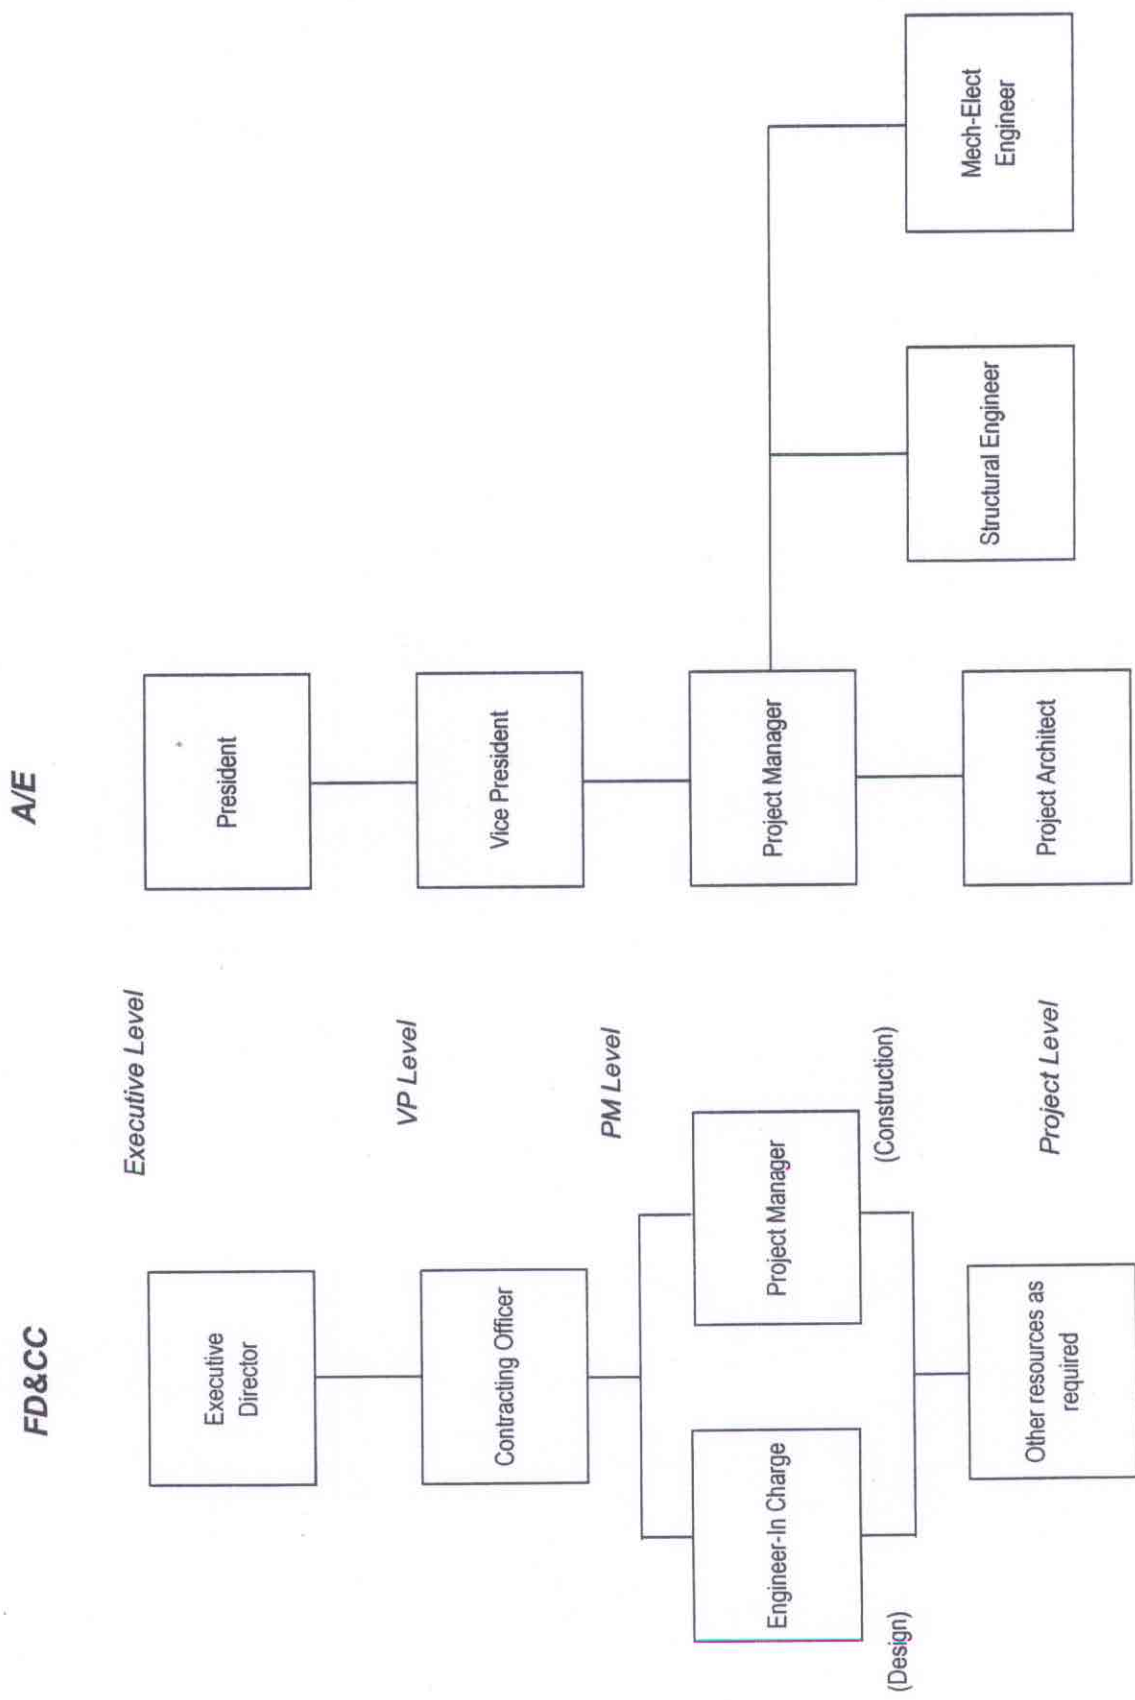 FD&CC
A/E
Executive
Director
Executive Level
President
Contracting Officer
VP Level
Vice President
Engineer-In Charge
(Design)
Project Manager
(Construction)
PM Level
Project Manager
Other resources as
required
Project Level
Project Architect
Structural Engineer
Mech-Elect
Engineer